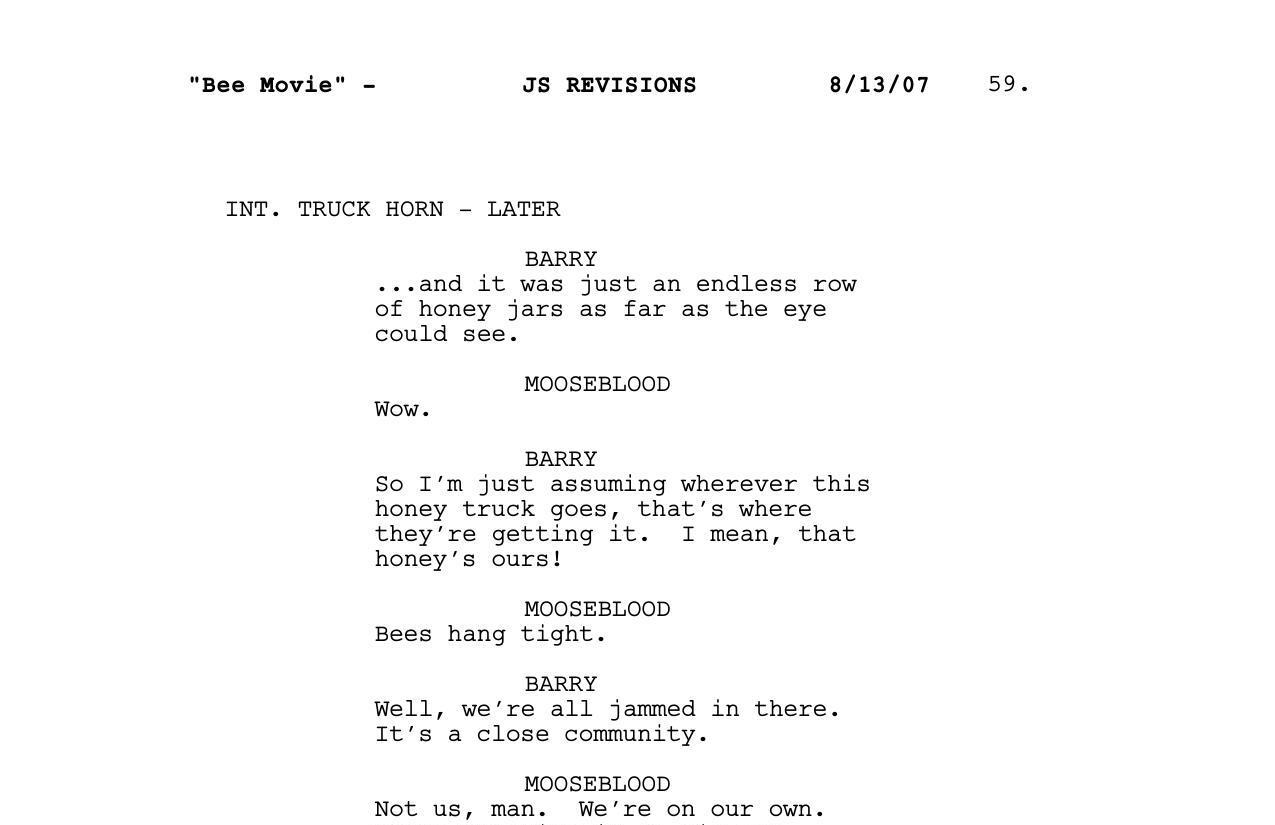 "Bee Movie" - JS REVISIONS 8/13/07 59.
INT. TRUCK HORN - LATER
BARRY
...and it was just an endless row
of honey jars as far as the eye
could see.
MOOSEBLOOD
Wow.
BARRY
So I'm just assuming wherever this
honey truck goes, that's where
they're getting it.  I mean, that
honey's ours!
MOOSEBLOOD
Bees hang tight.
BARRY
Well, we're all jammed in there.
It's a close community.
MOOSEBLOOD
Not us, man.  We're on our own.